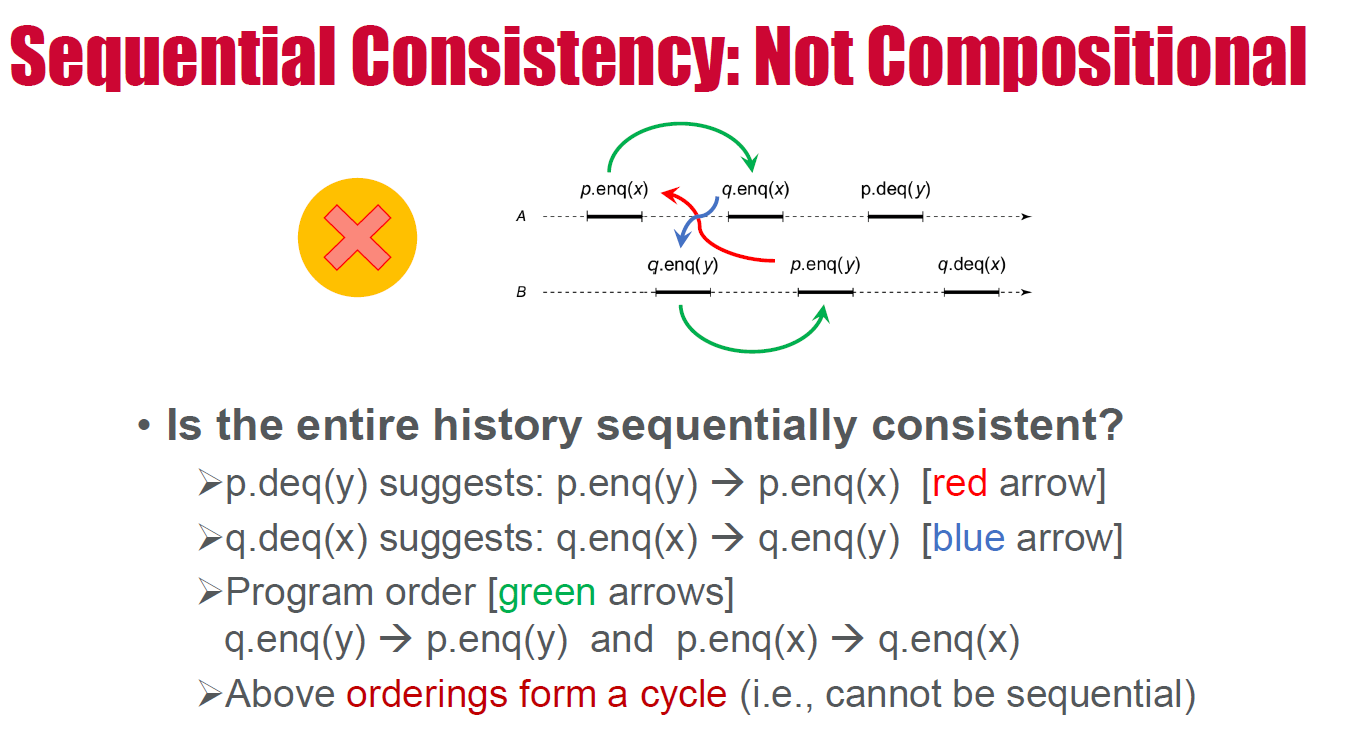 Sequential Consistency: Not Compositional
p.enq(x) q.enq(x) p.deq(y)
A
q.enq(y) p.enq(y) q.deq(x)
B
• Is the entire history sequentially consistent?
➢p.deq(y) suggests: p.enq(y) → p.enq(x) [red arrow]
➢q.deq(x) suggests: q.enq(x) → q.enq(y) [blue arrow]
➢Program order [green arrows]
q.enq(y) → p.enq(y) and p.enq(x) → q.enq(x)
➢Above orderings form a cycle (i.e., cannot be sequential)